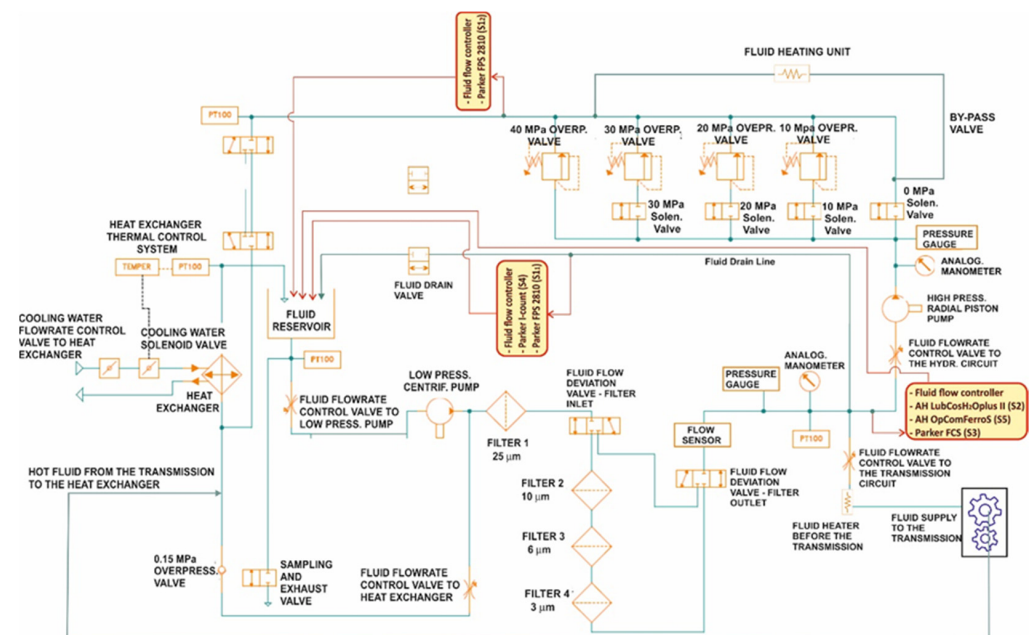 - Fluid flow controller
- Parker FPS 2810 (S1₂)
FLUID HEATING UNIT
PT100
BY-PASS
VALVE
40 MPa OVERP.
VALVE
30 MPa OVERP.
VALVE
20 MPa OVEPR.
VALVE
10 Mpa OVEPR.
VALVE
30 MPa
Solen.
Valve
20 MPa
Solen.
Valve
10 MPa
Solen.
Valve
0 MPa
Solen.
Valve
HEAT EXCHANGER
THERMAL CONTROL
SYSTEM
TEMPER
PT100
PRESSURE
GAUGE
ANALOG.
MANOMETER
Fluid Drain Line
FLUID DRAIN
VALVE
- Fluid flow controller
- Parker I-count (S4)
- Parker FPS 2810 (S1₁)
HIGH PRESS.
RADIAL PISTON
PUMP
FLUID
RESERVOIR
COOLING WATER
FLOWRATE CONTROL
VALVE TO HEAT
EXCHANGER
COOLING WATER
SOLENOID VALVE
HEAT
EXCHANGER
PT100
FLUID FLOWRATE
CONTROL VALVE TO
THE HYDR. CIRCUIT
LOW PRESS.
CENTRIF. PUMP
FLUID FLOWRATE
CONTROL VALVE TO
LOW PRESS. PUMP
FLUID FLOW
DEVIATION
VALVE - FILTER
INLET
PRESSURE
GAUGE
ANALOG.
MANOMETER
- Fluid flow controller
- AH LubCosH₂Oplus II (S2)
- AH OpComFerroS (S5)
- Parker FCS (S3)
FILTER 1
25 µm
FLOW
SENSOR
PT100
HOT FLUID FROM THE TRANSMISSION
TO THE HEAT EXCHANGER
FLUID FLOWRATE
CONTROL VALVE TO
THE TRANSMISSION
CIRCUIT
FILTER 2
10 µm
FLUID FLOW
DEVIATION
VALVE - FILTER
OUTLET
FLUID HEATER
BEFORE THE
TRANSMISSION
FLUID SUPPLY
TO THE
TRANSMISSION
FILTER 3
6 µm
0.15 MPa
OVERPRESS.
VALVE
SAMPLING
AND
EXHAUST
VALVE
FLUID FLOWRATE
CONTROL VALVE TO
HEAT EXCHANGER
FILTER 4
3 µm